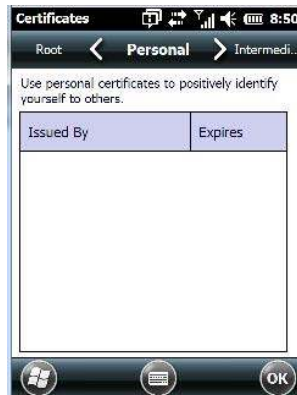 Certificates 8:50
Root Personal Intermedi...
Use personal certificates to positively identify
yourself to others.
Issued By Expires
OK